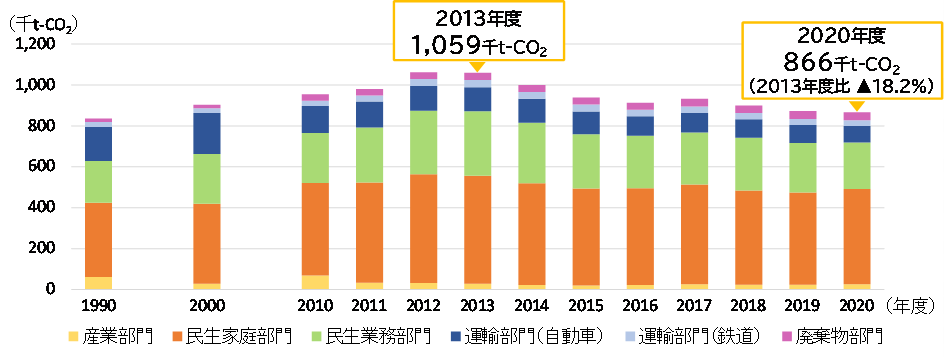 (千t-CO₂)
2013年度
1,059千t-CO₂
2020年度
866千t-CO₂
(2013年度比 ▲18.2%)
1,200
1,000
800
600
400
200
0
1990 2000 2010 2011 2012 2013 2014 2015 2016 2017 2018 2019 2020 (年度)
産業部門 民生家庭部門 民生業務部門 運輸部門(自動車) 運輸部門(鉄道) 廃棄物部門